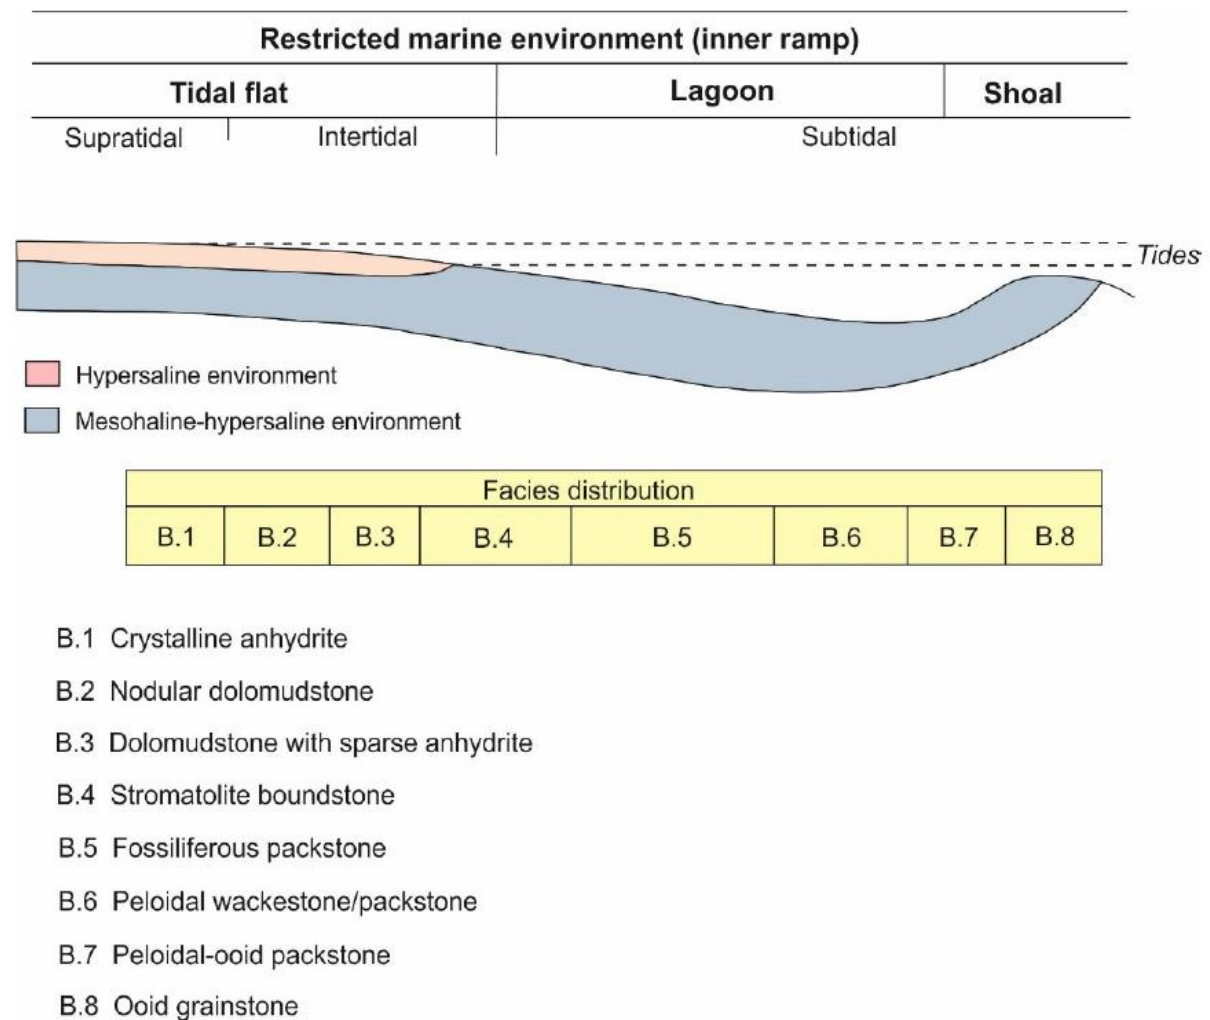 Restricted marine environment (inner ramp)
Tidal flat Lagoon Shoal
Supratidal Intertidal Subtidal
Tides
Hypersaline environment
Mesohaline-hypersaline environment
Facies distribution
B.1 B.2 B.3 B.4 B.5 B.6 B.7 B.8
B.1 Crystalline anhydrite
B.2 Nodular dolomudstone
B.3 Dolomudstone with sparse anhydrite
B.4 Stromatolite boundstone
B.5 Fossiliferous packstone
B.6 Peloidal wackestone/packstone
B.7 Peloidal-ooid packstone
B.8 Ooid grainstone